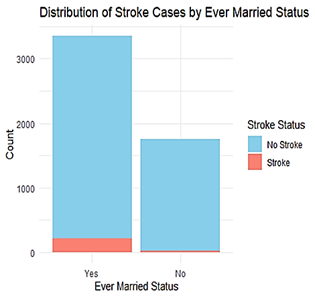 Distribution of Stroke Cases by Ever Married Status
3000
2000
1000
0
Count
Yes
No
Ever Married Status
Stroke Status
No Stroke
Stroke